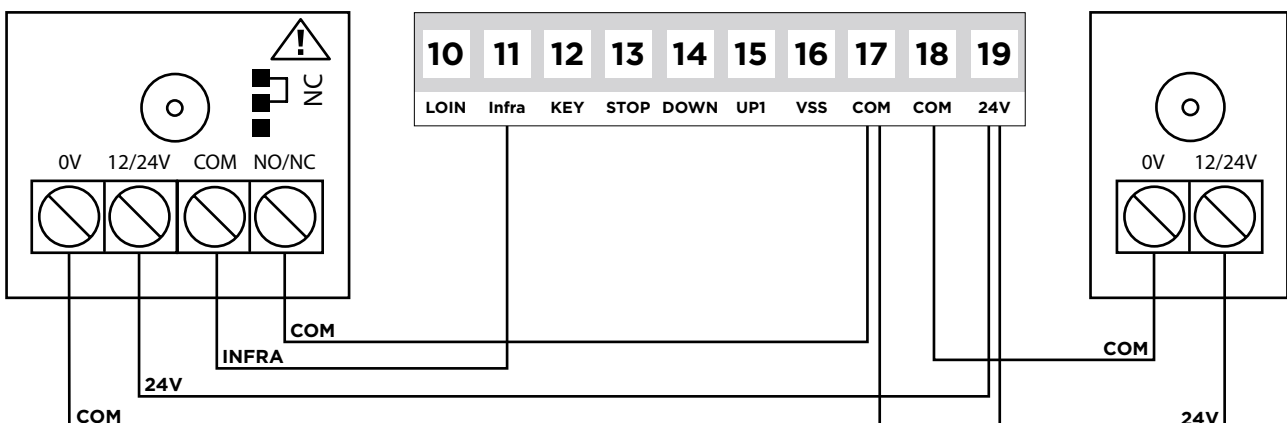 !
NC
0V 12/24V COM NO/NC
10 11 12 13 14 15 16 17 18 19
LOIN Infra KEY STOP DOWN UP1 VSS COM COM 24V
0V 12/24V
COM
INFRA
24V
COM
COM
24V